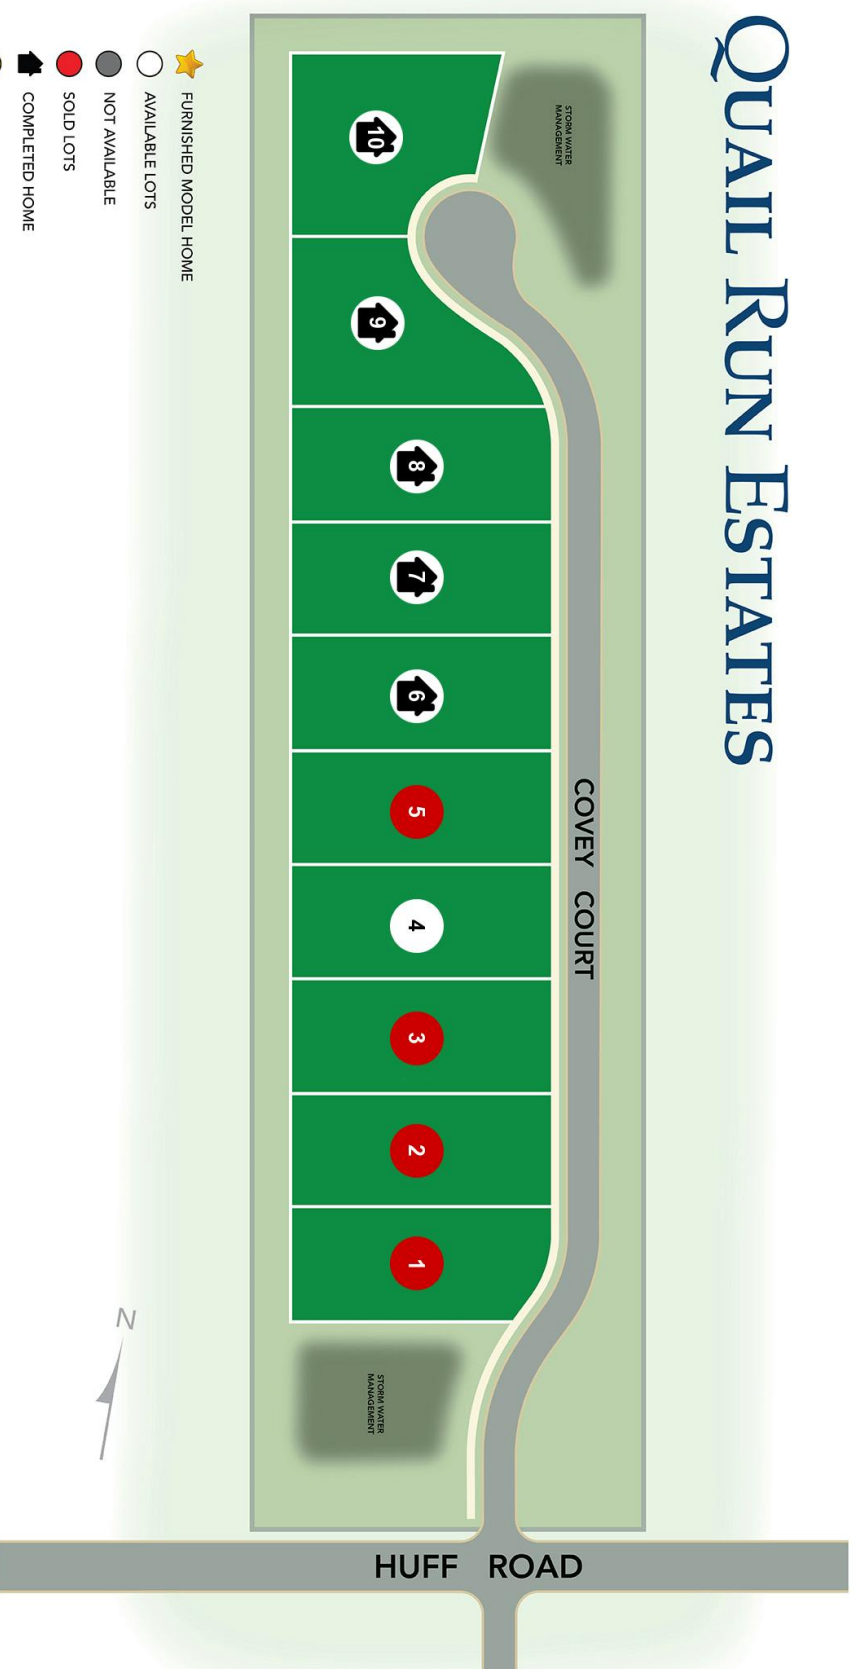 QUAIL RUN ESTATES
FURNISHED MODEL HOME
AVAILABLE LOTS
NOT AVAILABLE
SOLD LOTS
COMPLETED HOME
STORM WATER
MANAGEMENT
10
9
8
7
6
5
4
3
2
1
COVEY COURT
STORM WATER
MANAGEMENT
N
HUFF ROAD